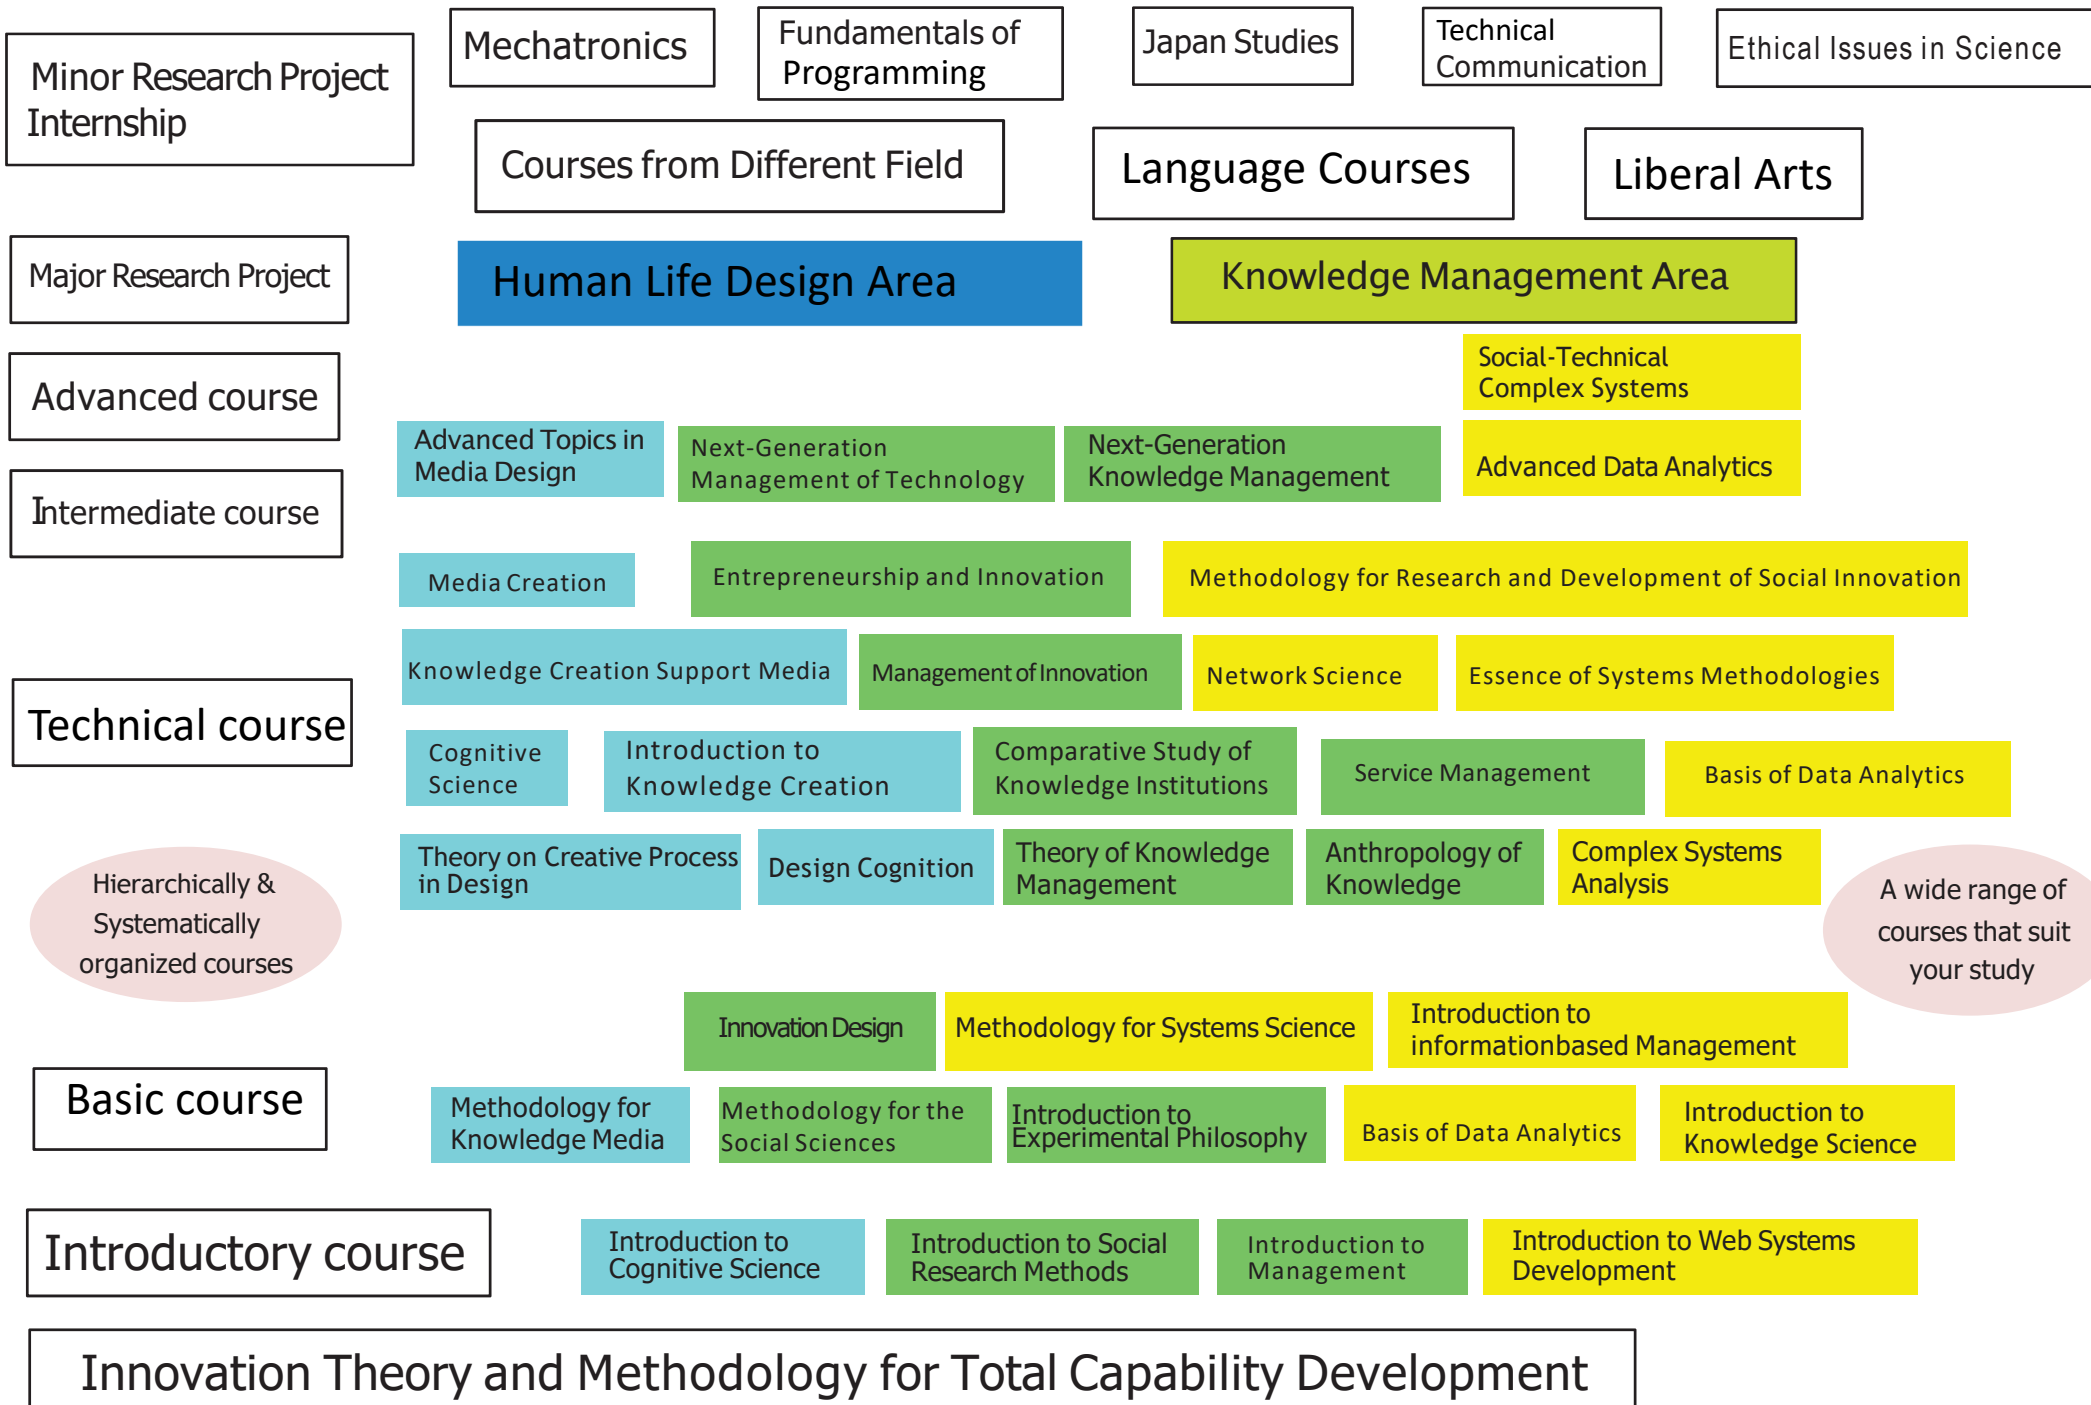 Minor Research Project
Internship
Mechatronics
Fundamentals of
Programming
Japan Studies
Technical
Communication
Ethical Issues in Science
Courses from Different Field
Language Courses
Liberal Arts
Major Research Project
Human Life Design Area
Knowledge Management Area
Advanced course
Social-Technical
Complex Systems
Advanced Topics in
Media Design
Next-Generation
Management of Technology
Next-Generation
Knowledge Management
Advanced Data Analytics
Intermediate course
Media Creation
Entrepreneurship and Innovation
Methodology for Research and Development of Social Innovation
Knowledge Creation Support Media
Management of Innovation
Network Science
Essence of Systems Methodologies
Technical course
Cognitive
Science
Introduction to
Knowledge Creation
Comparative Study of
Knowledge Institutions
Service Management
Basis of Data Analytics
Theory on Creative Process
in Design
Design Cognition
Theory of Knowledge
Management
Anthropology of
Knowledge
Complex Systems
Analysis
Hierarchically &
Systematically
organized courses
A wide range of
courses that suit
your study
Innovation Design
Methodology for Systems Science
Introduction to
informationbased Management
Basic course
Methodology for
Knowledge Media
Methodology for the
Social Sciences
Introduction to
Experimental Philosophy
Basis of Data Analytics
Introduction to
Knowledge Science
Introductory course
Introduction to
Cognitive Science
Introduction to Social
Research Methods
Introduction to
Management
Introduction to Web Systems
Development
Innovation Theory and Methodology for Total Capability Development